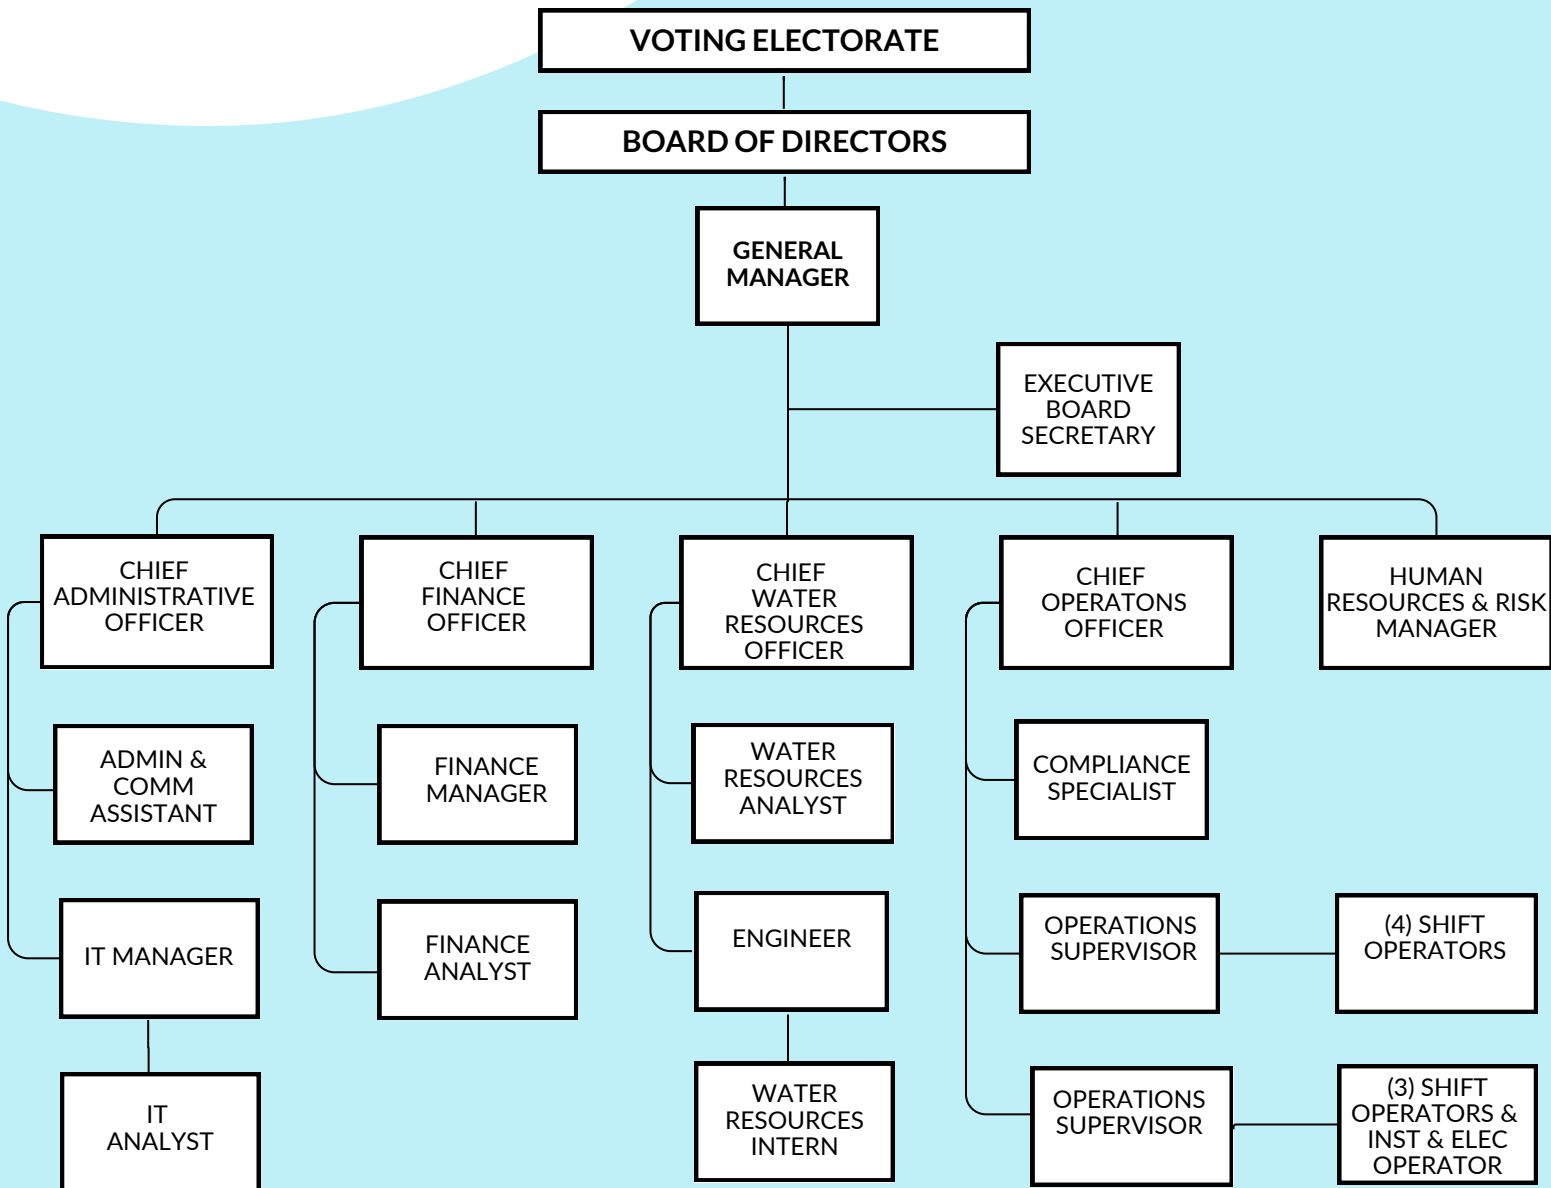 VOTING ELECTORATE
BOARD OF DIRECTORS
GENERAL
MANAGER
EXECUTIVE
BOARD
SECRETARY
CHIEF
ADMINISTRATIVE
OFFICER
CHIEF
FINANCE
OFFICER
CHIEF
WATER
RESOURCES
OFFICER
CHIEF
OPERATONS
OFFICER
HUMAN
RESOURCES & RISK
MANAGER
ADMIN &
COMM
ASSISTANT
FINANCE
MANAGER
WATER
RESOURCES
ANALYST
COMPLIANCE
SPECIALIST
IT MANAGER
FINANCE
ANALYST
ENGINEER
OPERATIONS
SUPERVISOR
(4) SHIFT
OPERATORS
IT
ANALYST
WATER
RESOURCES
INTERN
OPERATIONS
SUPERVISOR
(3) SHIFT
OPERATORS &
INST & ELEC
OPERATOR